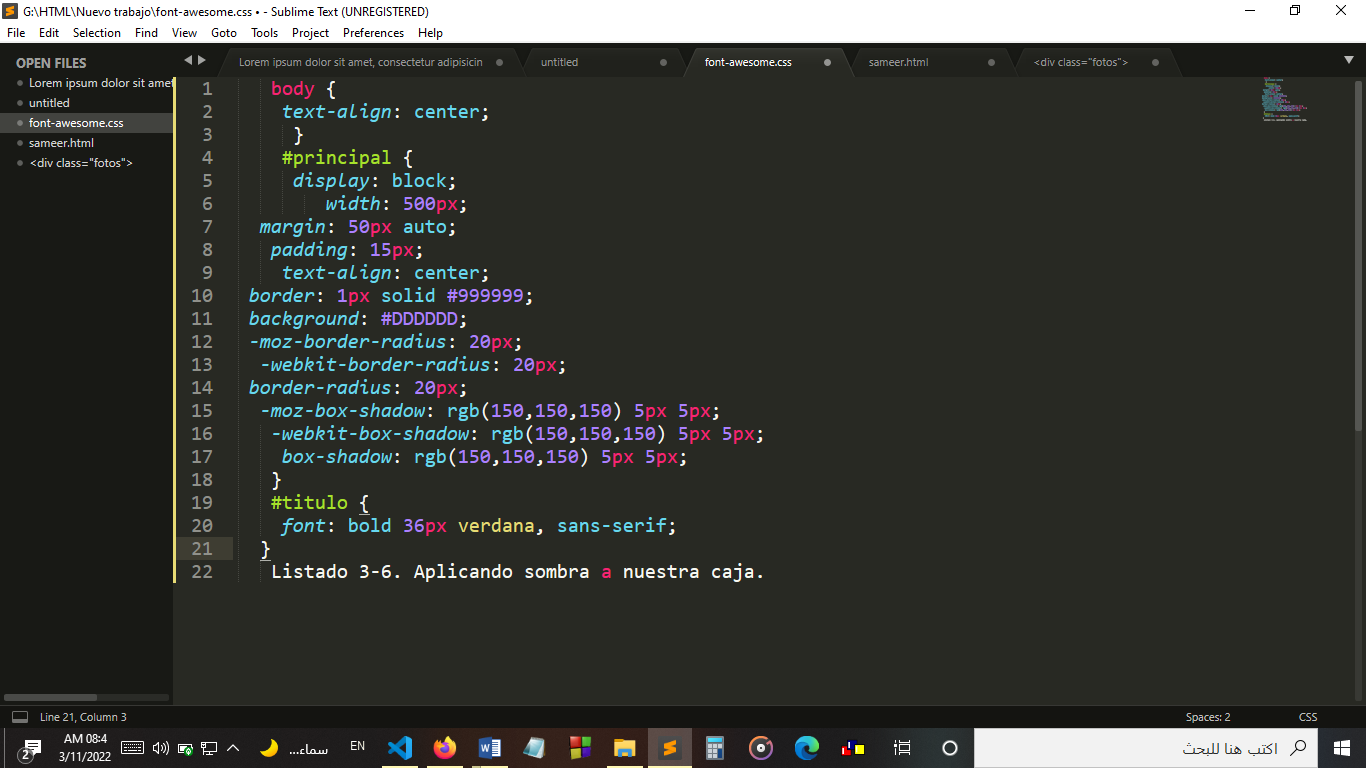 G:\HTML\Nuevo trabajo\font-awesome.css • - Sublime Text (UNREGISTERED)
File Edit Selection Find View Goto Tools Project Preferences Help
OPEN FILES
Lorem ipsum dolor sit amet
untitled
font-awesome.css
sameer.html
<div class="fotos">
Lorem ipsum dolor sit amet, consectetur adipisicin
untitled
font-awesome.css
sameer.html
<div class="fotos">
1 body {
2 text-align: center;
3 }
4 #principal {
5 display: block;
6 width: 500px;
7 margin: 50px auto;
8 padding: 15px;
9 text-align: center;
10 border: 1px solid #999999;
11 background: #DDDDDD;
12 -moz-border-radius: 20px;
13 -webkit-border-radius: 20px;
14 border-radius: 20px;
15 -moz-box-shadow: rgb(150,150,150) 5px 5px;
16 -webkit-box-shadow: rgb(150,150,150) 5px 5px;
17 box-shadow: rgb(150,150,150) 5px 5px;
18 }
19 #titulo {
20 font: bold 36px verdana, sans-serif;
21 }
22 Listado 3-6. Aplicando sombra a nuestra caja.
Line 21, Column 3
Spaces: 2
CSS
2
AM 08:4
3/11/2022
سماء...
EN
اكتب هنا للبحث